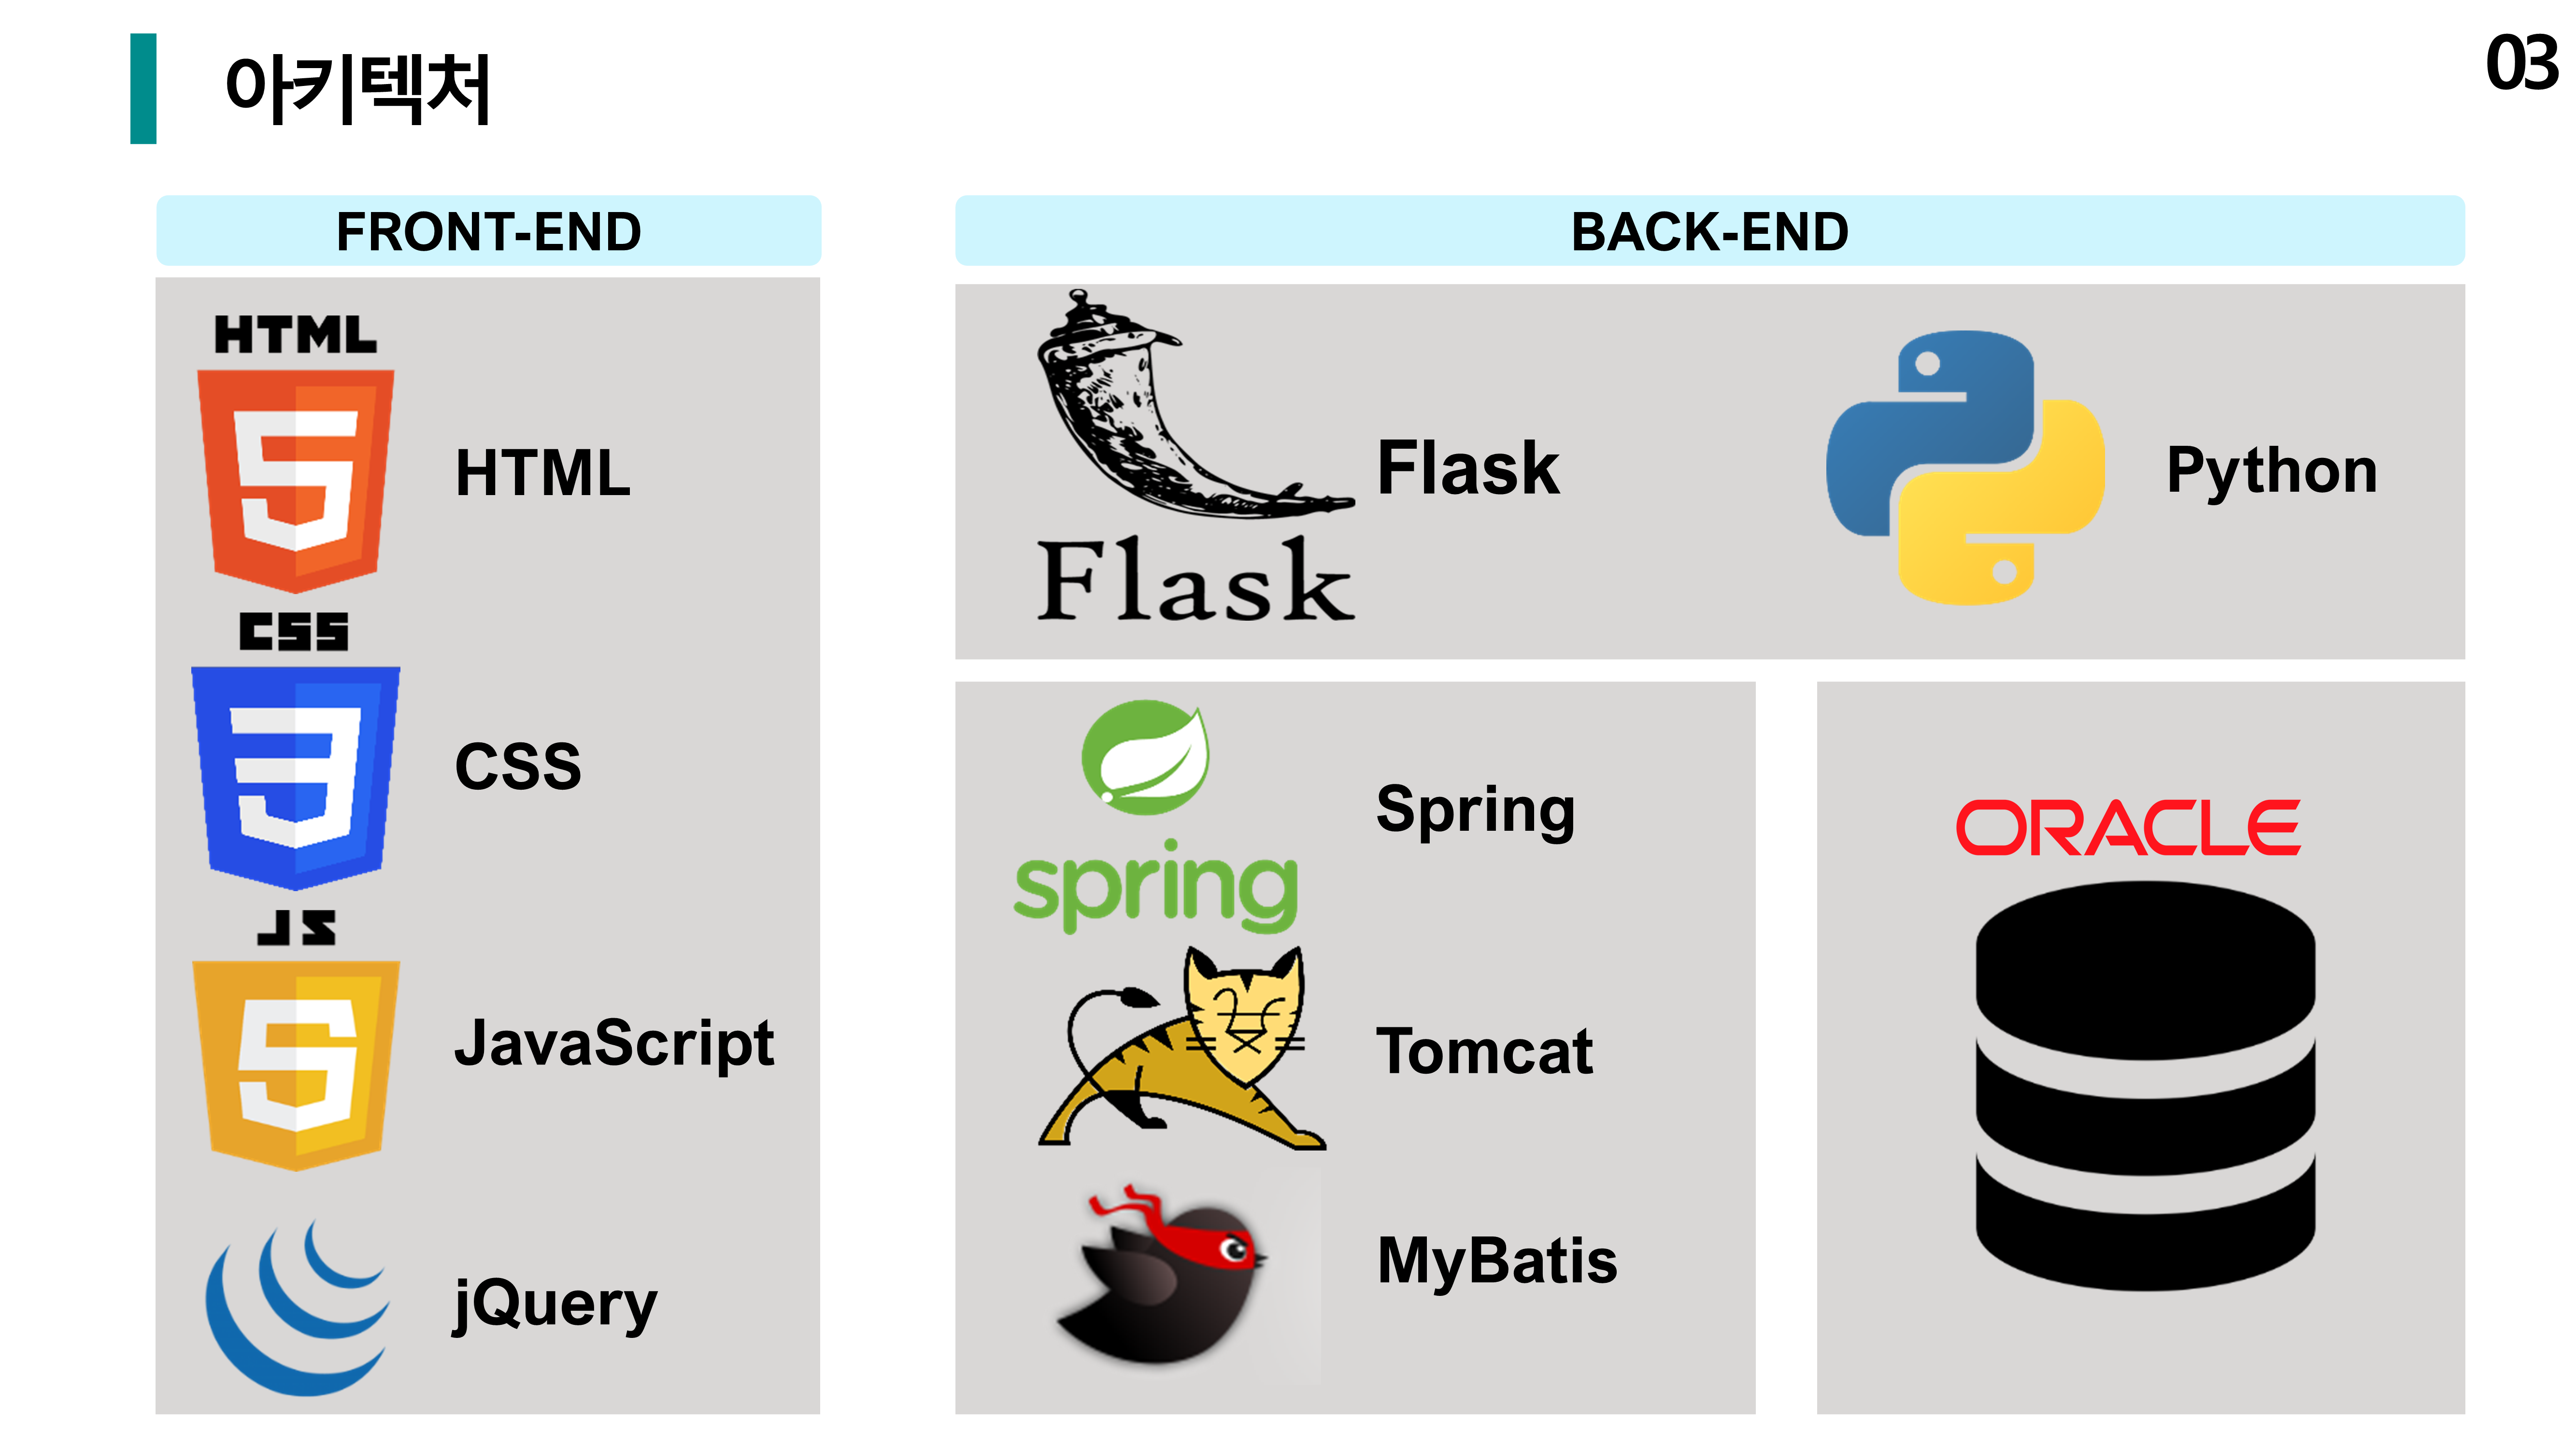 아키텍처
03
FRONT-END
HTML
HTML
CSS
CSS
JS
JavaScript
jQuery
BACK-END
Flask
Flask
Python
Spring
spring
Tomcat
MyBatis
ORACLE